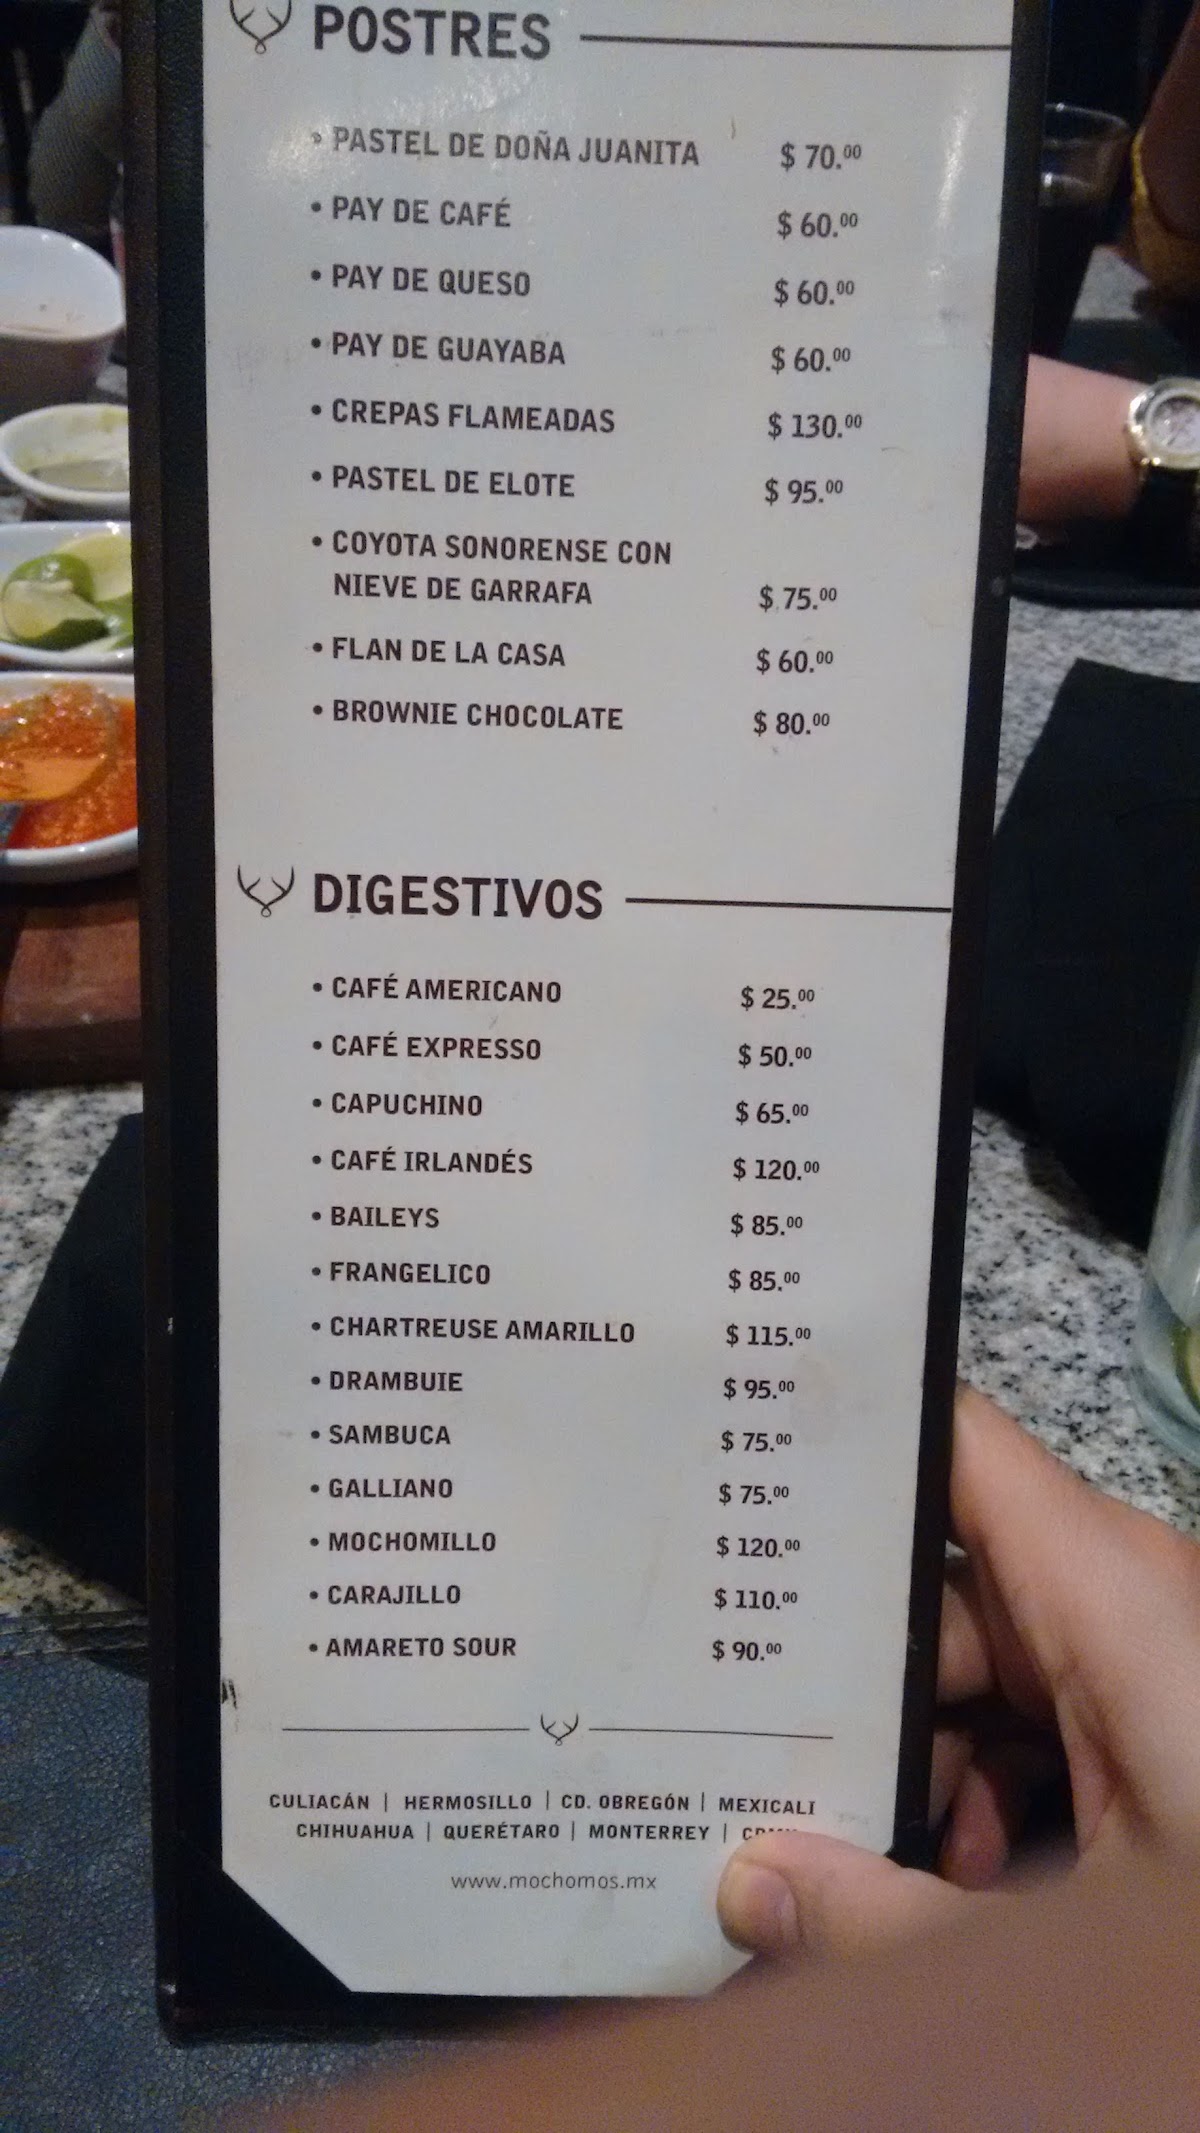 POSTRES
• PASTEL DE DOÑA JUANITA $ 70.00
• PAY DE CAFÉ $ 60.00
• PAY DE QUESO $ 60.00
• PAY DE GUAYABA $ 60.00
• CREPAS FLAMEADAS $ 130.00
• PASTEL DE ELOTE $ 95.00
• COYOTA SONORENSE CON
NIEVE DE GARRAFA $ 75.00
• FLAN DE LA CASA $ 60.00
• BROWNIE CHOCOLATE $ 80.00
DIGESTIVOS
• CAFÉ AMERICANO $ 25.00
• CAFÉ EXPRESSO $ 50.00
• CAPUCHINO $ 65.00
• CAFÉ IRLANDÉS $ 120.00
• BAILEYS $ 85.00
• FRANGELICO $ 85.00
• CHARTREUSE AMARILLO $ 115.00
• DRAMBUIE $ 95.00
• SAMBUCA $ 75.00
• GALLIANO $ 75.00
• MOCHOMILLO $ 120.00
• CARAJILLO $ 110.00
• AMARETO SOUR $ 90.00
CULIACÁN | HERMOSILLO | CD. OBREGÓN | MEXICALI
CHIHUAHUA | QUERÉTARO | MONTERREY |
www.mochomos.mx